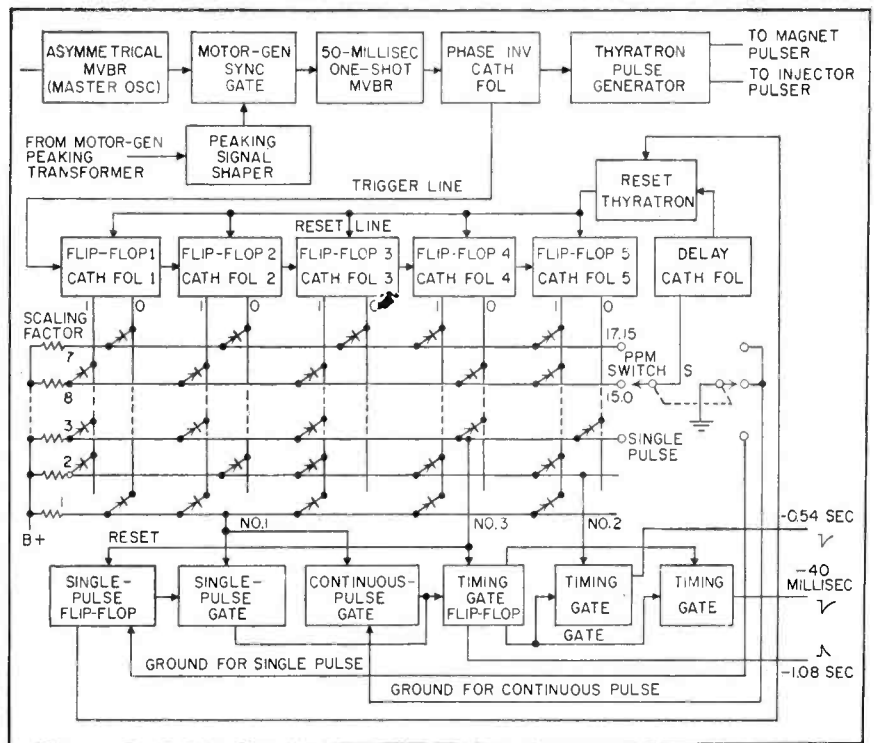 ASYMMETRICAL
MVBR
(MASTER OSC)
MOTOR-GEN
SYNC
GATE
50-MILLISEC
ONE-SHOT
MVBR
PHASE INV
CATH
FOL
THYRATRON
PULSE
GENERATOR
TO MAGNET
PULSER
TO INJECTOR
PULSER
FROM MOTOR-GEN
PEAKING
TRANSFORMER
PEAKING
SIGNAL
SHAPER
TRIGGER LINE
RESET
THYRATRON
RESET LINE
FLIP-FLOP 1
CATH FOL 1
FLIP-FLOP 2
CATH FOL 2
FLIP-FLOP 3
CATH FOL 3
FLIP-FLOP 4
CATH FOL 4
FLIP-FLOP 5
CATH FOL 5
DELAY
CATH FOL
1 0
1 0
1 0
1 0
1 0
SCALING
FACTOR
7
17.15
PPM
SWITCH S
8
15.0
3
SINGLE
PULSE
2
1
B+
NO.1
NO.3
NO.2
-0.54 SEC
RESET
SINGLE-
PULSE
FLIP-FLOP
SINGLE-
PULSE
GATE
CONTINUOUS-
PULSE
GATE
TIMING
GATE
FLIP-FLOP
TIMING
GATE
TIMING
GATE
-40
MILLISEC
GATE
GROUND FOR SINGLE PULSE
-1.08 SEC
GROUND FOR CONTINUOUS PULSE